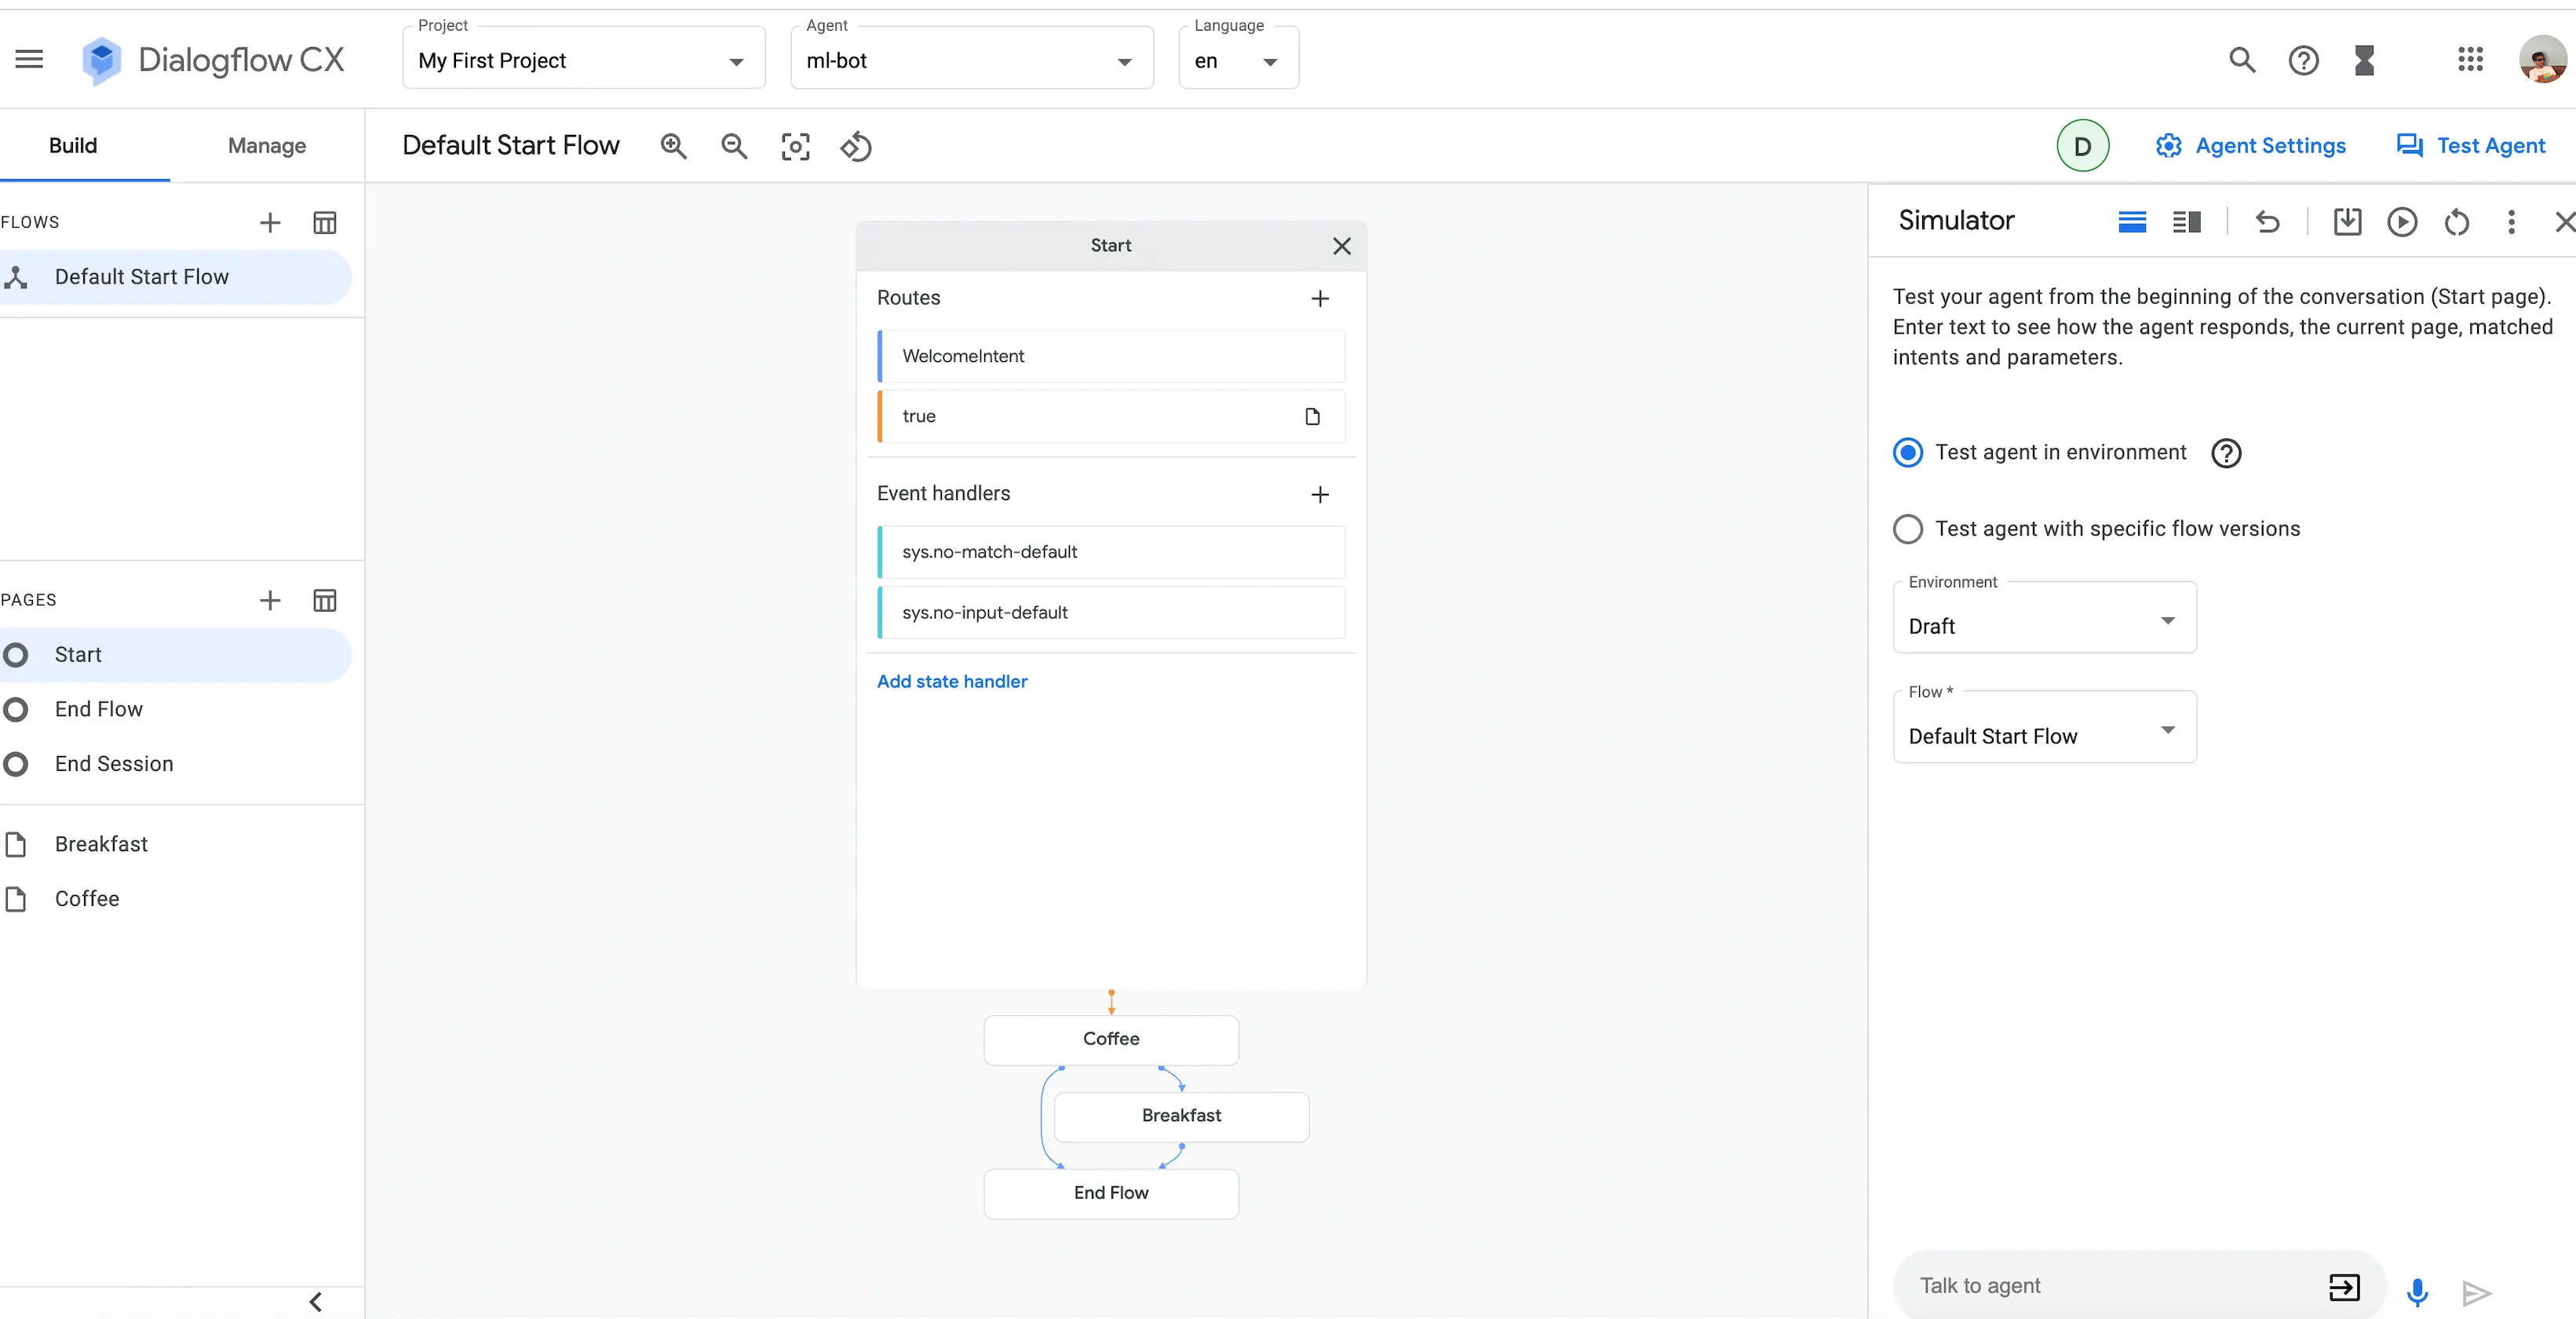 Dialogflow CX
Project
My First Project
Agent
ml-bot
Language
en
Build
Manage
Default Start Flow
D
Agent Settings
Test Agent
FLOWS
Default Start Flow
PAGES
Start
End Flow
End Session
Breakfast
Coffee
Start
Routes
WelcomeIntent
true
Event handlers
sys.no-match-default
sys.no-input-default
Add state handler
Coffee
Breakfast
End Flow
Simulator
Test your agent from the beginning of the conversation (Start page).
Enter text to see how the agent responds, the current page, matched
intents and parameters.
Test agent in environment
Test agent with specific flow versions
Environment
Draft
Flow *
Default Start Flow
Talk to agent